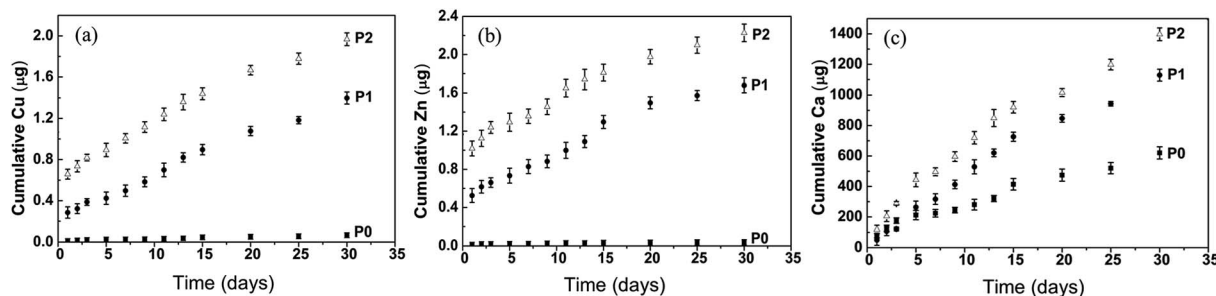 (a)
Cumulative Cu (μg)
2.0
1.6
1.2
0.8
0.4
0.0
P2
P1
P0
0 5 10 15 20 25 30 35
Time (days)
(b)
Cumulative Zn (μg)
2.4
2.0
1.6
1.2
0.8
0.4
0.0
P2
P1
P0
0 5 10 15 20 25 30 35
Time (days)
(c)
Cumulative Ca (μg)
1400
1200
1000
800
600
400
200
0
P2
P1
P0
0 5 10 15 20 25 30 35
Time (days)